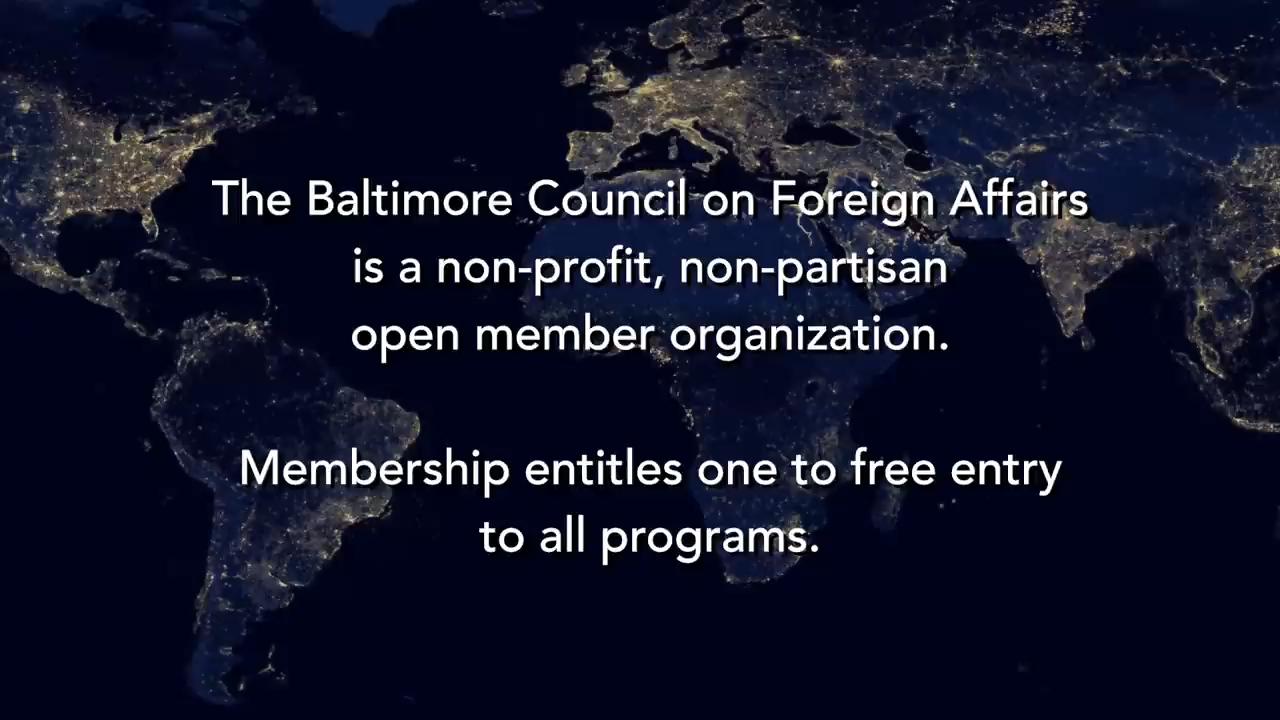 The Baltimore Council on Foreign Affairs
is a non-profit, non-partisan
open member organization.
Membership entitles one to free entry
to all programs.